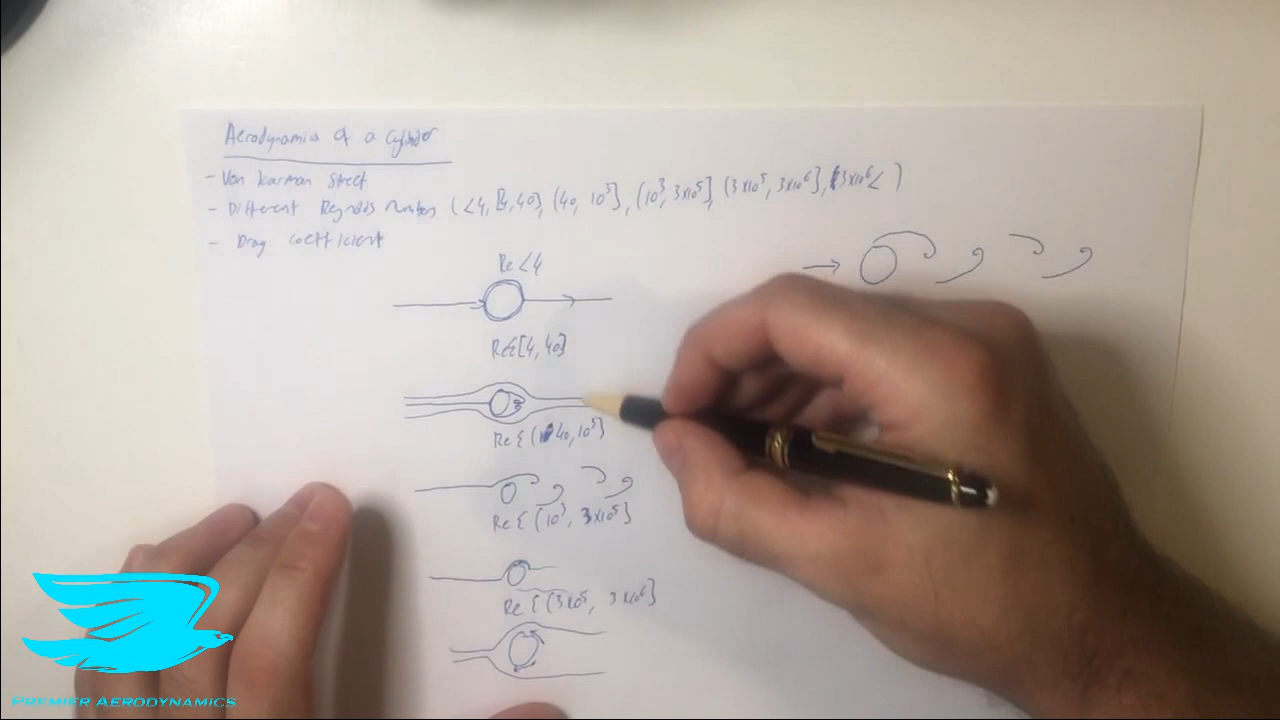 Aerodynamics of a cylinder
- Von Karman Street
- Different Reynolds numbers (<4, [4,40], (40, 10³], (10³, 3x10⁵], (3x10⁵, 3x10⁶], (3x10⁶<)
- Drag coefficient
Re<4
Re∈[4,40]
Re∈(40,10³]
Re∈(10³, 3x10⁵]
Re∈(3x10⁵, 3x10⁶]
PREMIER AERODYNAMICS